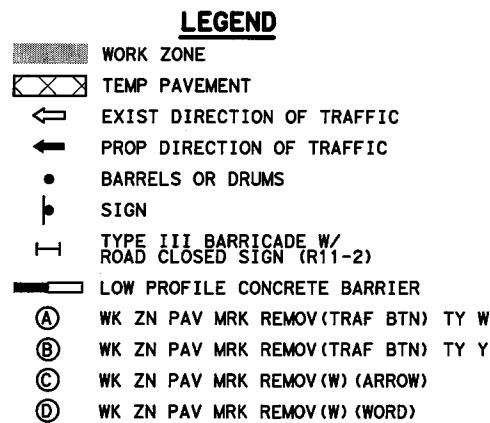 LEGEND
WORK ZONE
TEMP PAVEMENT
EXIST DIRECTION OF TRAFFIC
PROP DIRECTION OF TRAFFIC
BARRELS OR DRUMS
SIGN
TYPE III BARRICADE W/
ROAD CLOSED SIGN (R11-2)
LOW PROFILE CONCRETE BARRIER
A WK ZN PAV MRK REMOV(TRAF BTN) TY W
B WK ZN PAV MRK REMOV(TRAF BTN) TY Y
C WK ZN PAV MRK REMOV(W)(ARROW)
D WK ZN PAV MRK REMOV(W)(WORD)